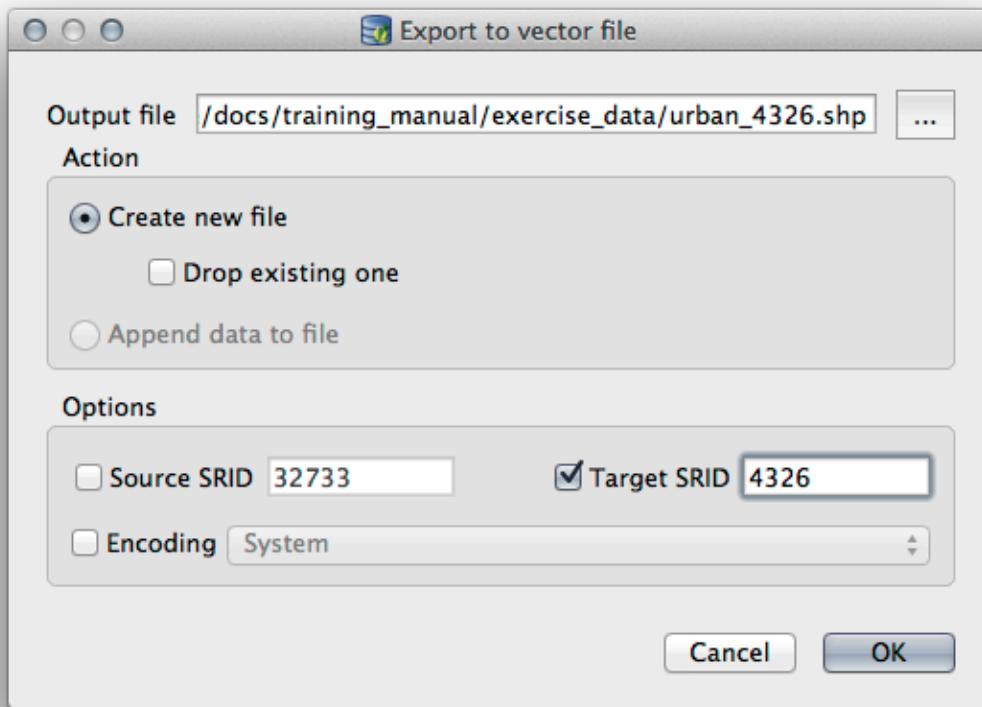 Export to vector file
Output file /docs/training_manual/exercise_data/urban_4326.shp ...
Action
Create new file
Drop existing one
Append data to file
Options
Source SRID 32733 Target SRID 4326
Encoding System
Cancel OK